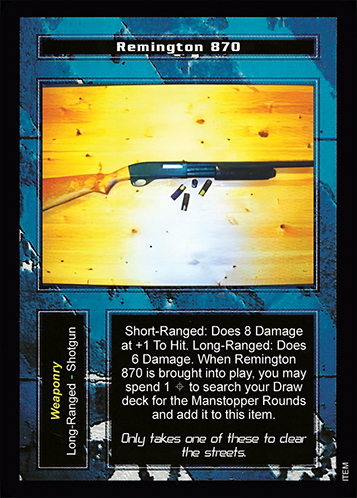 Remington 870
Weaponry
Long-Ranged - Shotgun
Short-Ranged: Does 8 Damage
at +1 To Hit. Long-Ranged: Does
6 Damage. When Remington
870 is brought into play, you may
spend 1 ⌖ to search your Draw
deck for the Manstopper Rounds
and add it to this item.
Only takes one of these to clear
the streets.
ITEM